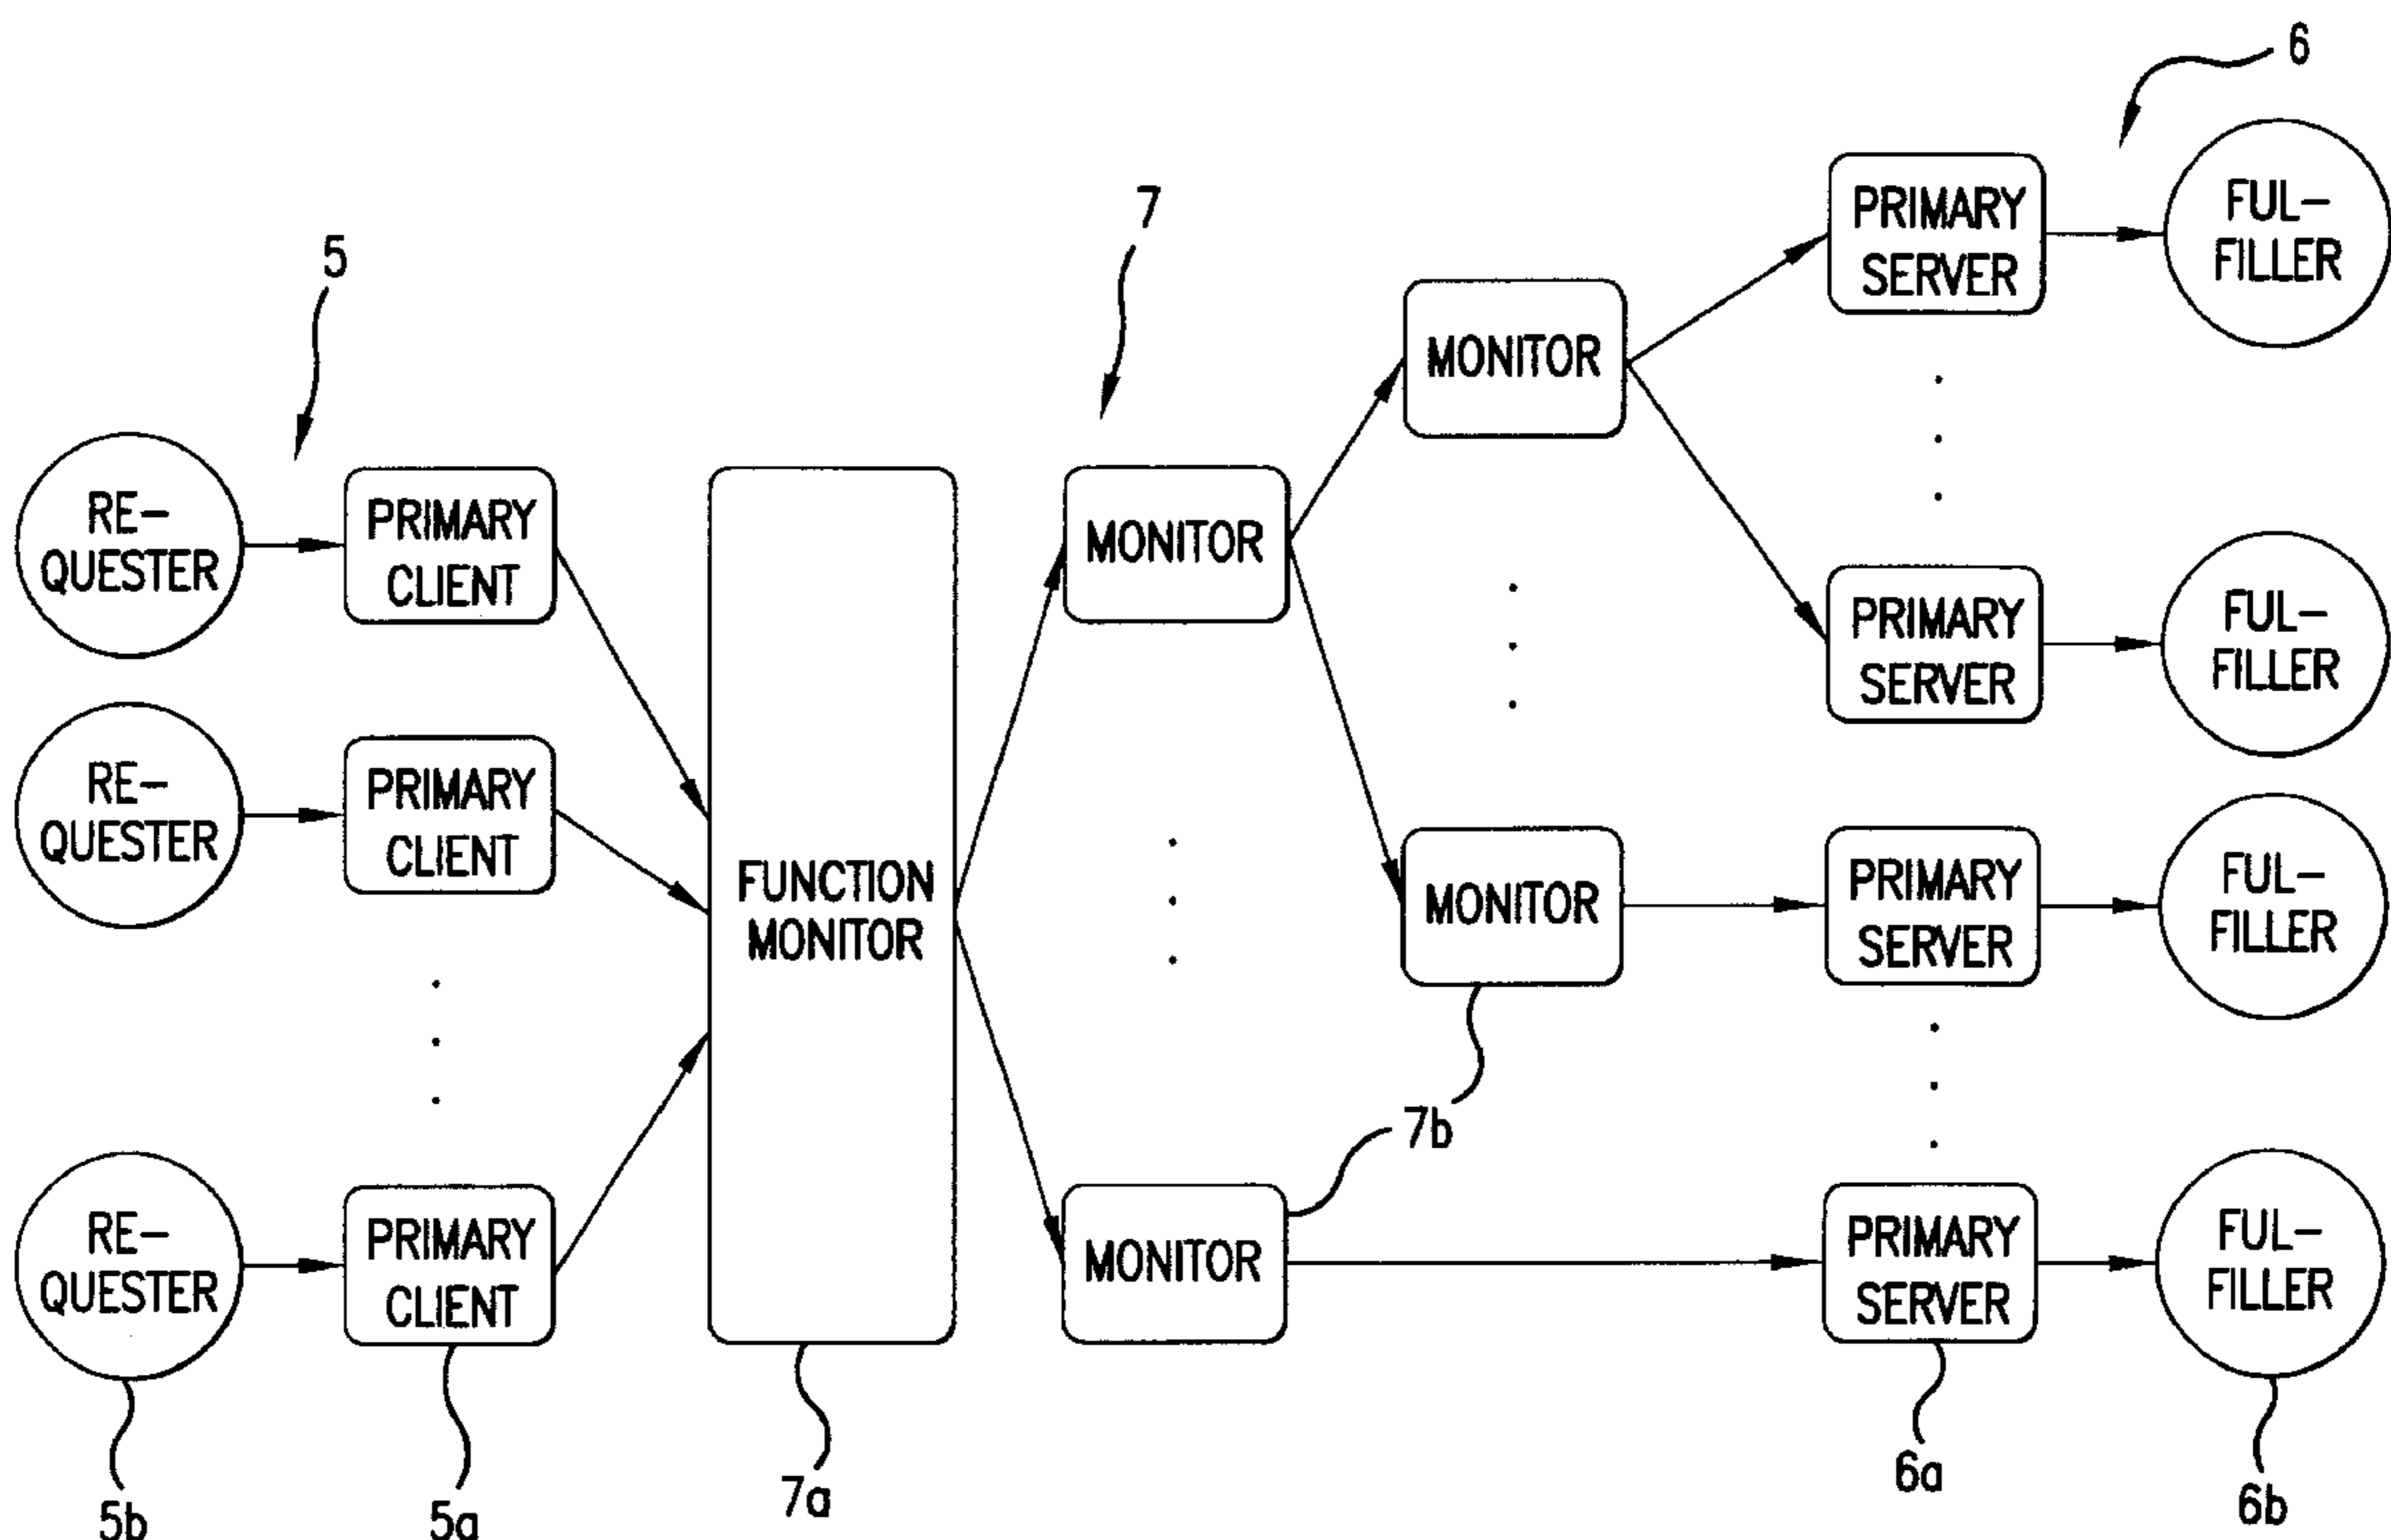 6
7
5
PRIMARY
SERVER
FUL-
FILLER
MONITOR
RE-
QUESTER
PRIMARY
CLIENT
MONITOR
PRIMARY
SERVER
FUL-
FILLER
RE-
QUESTER
PRIMARY
CLIENT
FUNCTION
MONITOR
MONITOR
PRIMARY
SERVER
FUL-
FILLER
7b
RE-
QUESTER
PRIMARY
CLIENT
MONITOR
PRIMARY
SERVER
FUL-
FILLER
5b
5a
7a
6a
6b